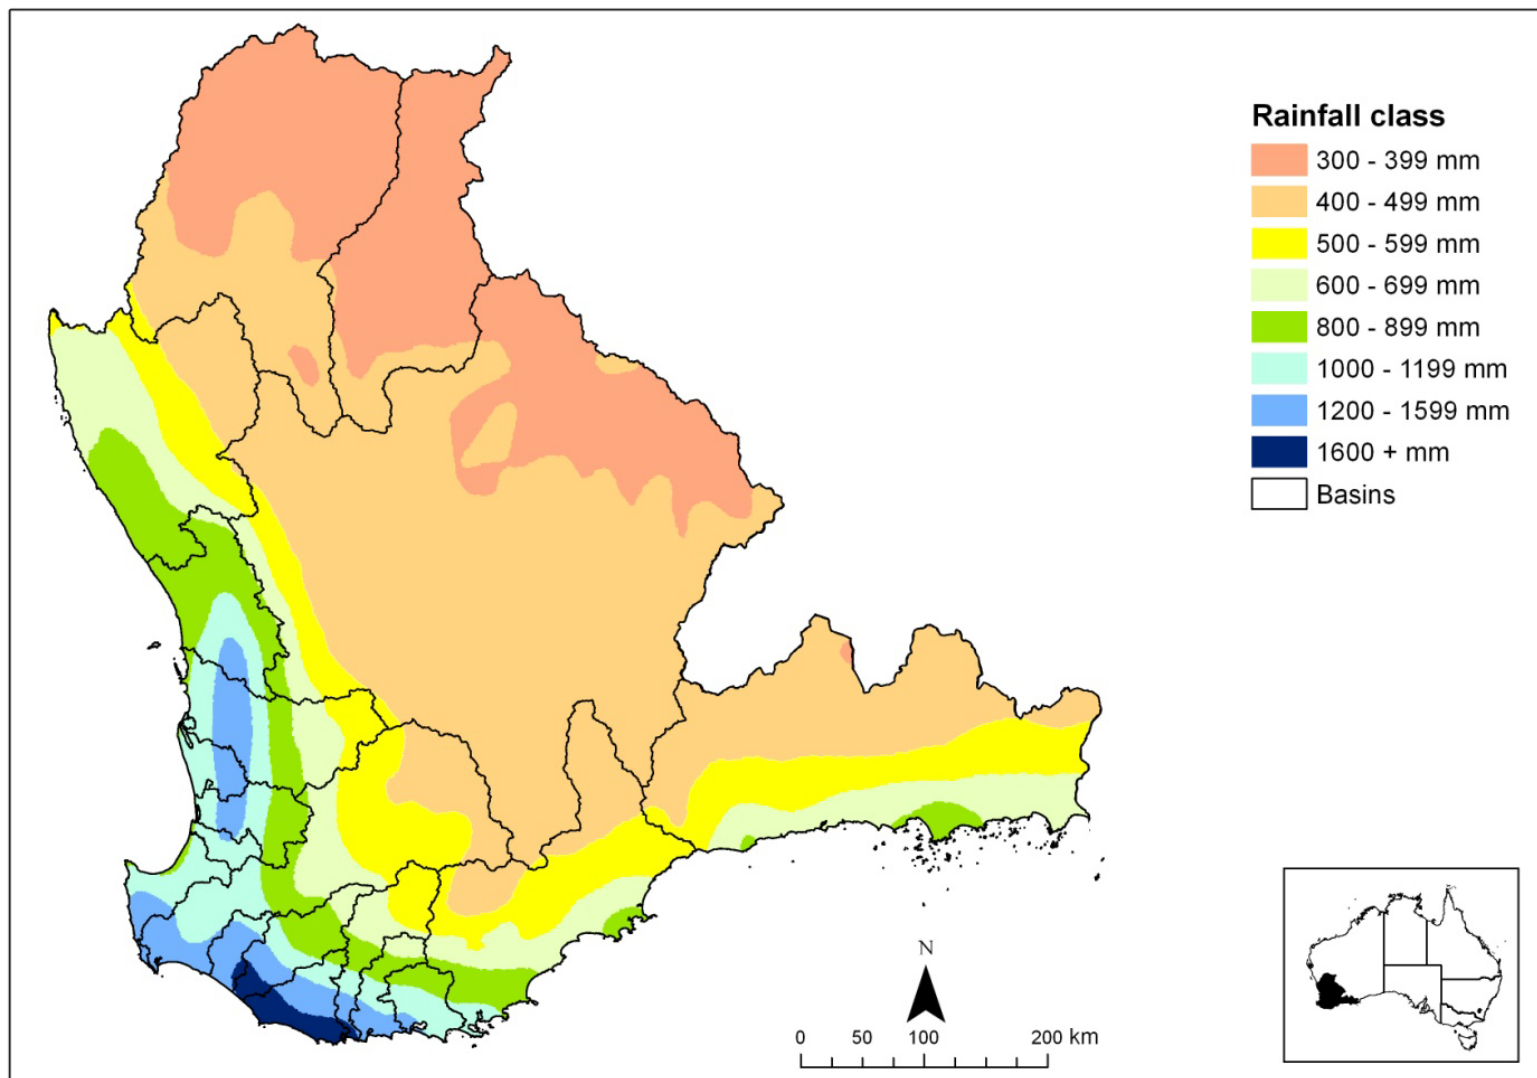 Rainfall class
300 - 399 mm
400 - 499 mm
500 - 599 mm
600 - 699 mm
800 - 899 mm
1000 - 1199 mm
1200 - 1599 mm
1600 + mm
Basins
N
0 50 100 200 km